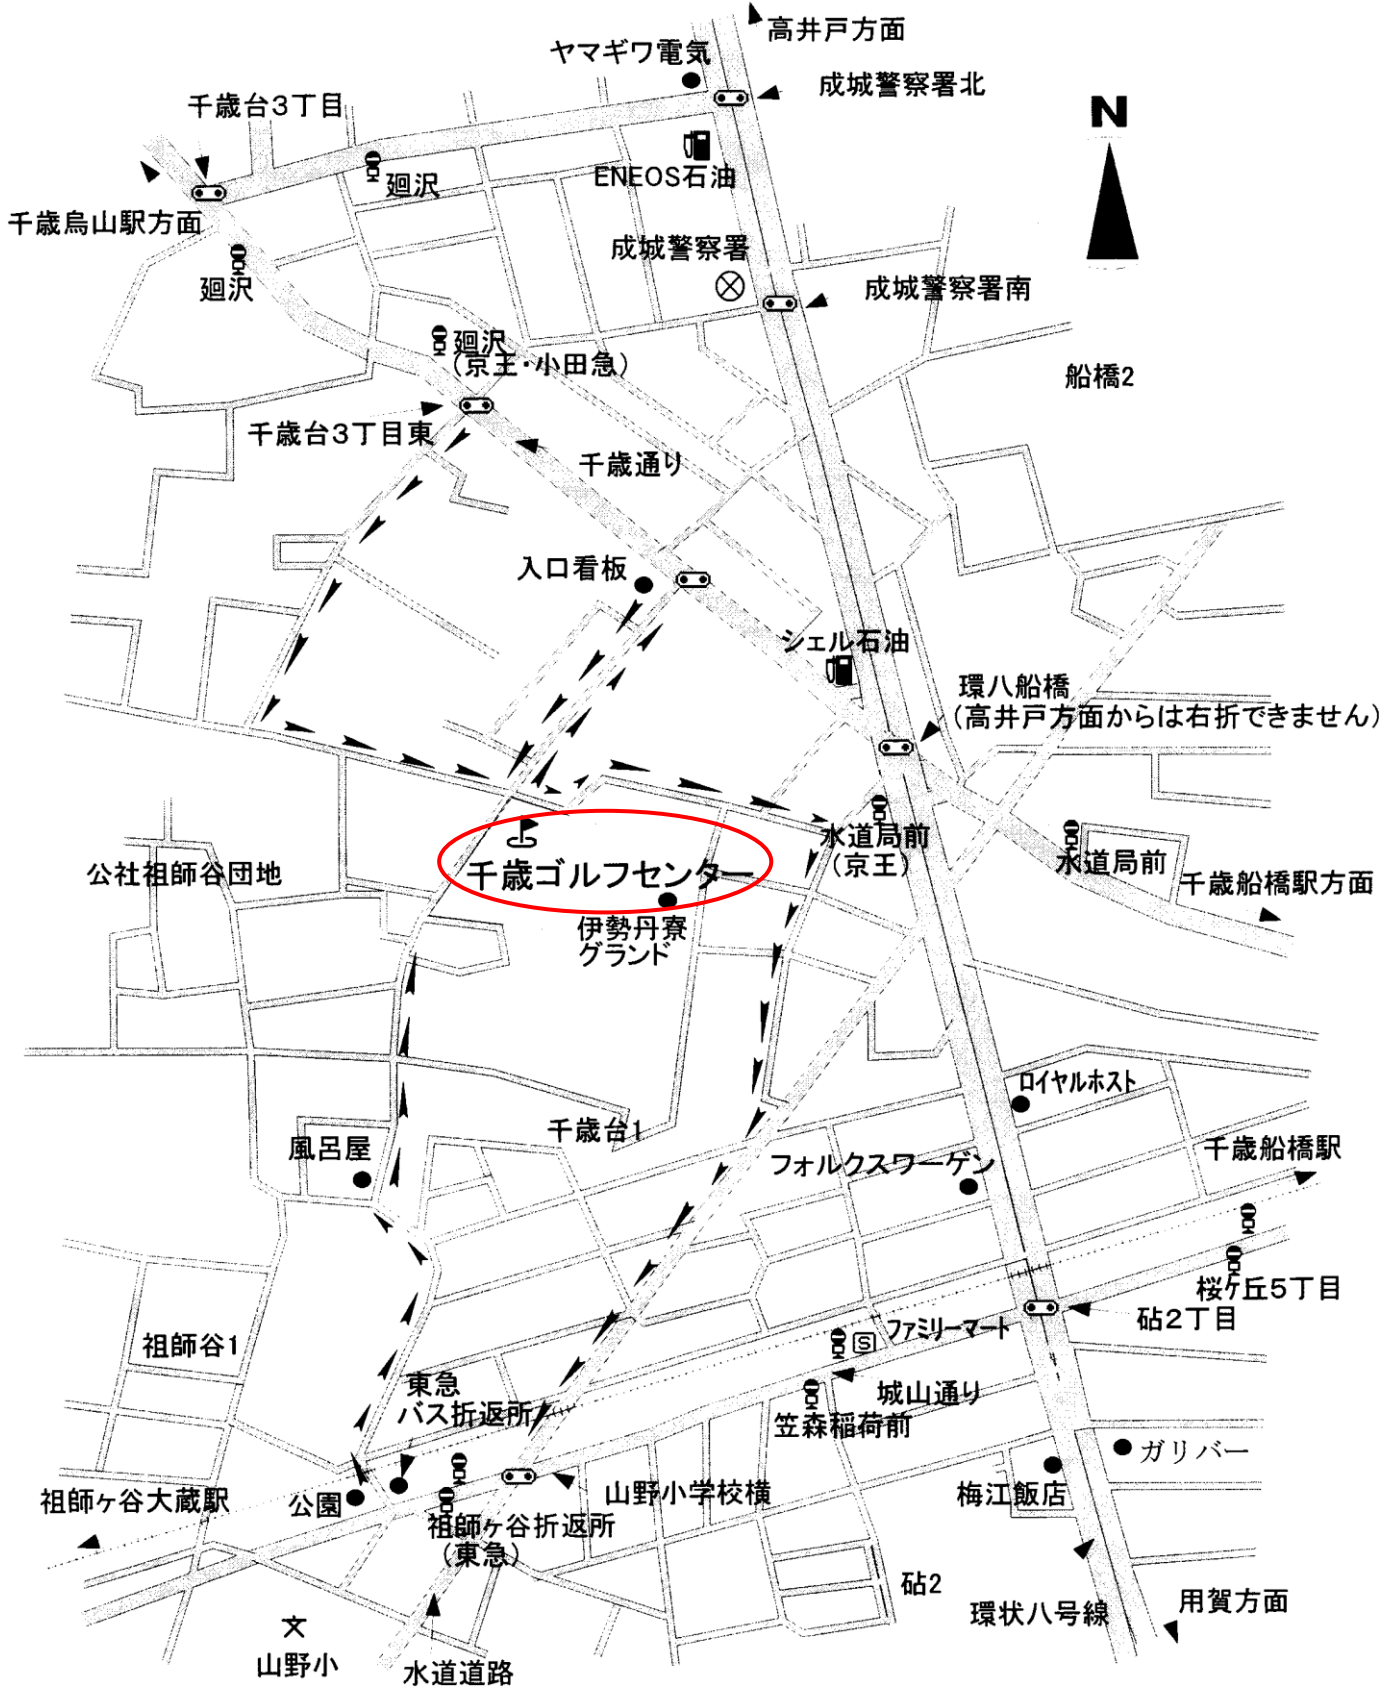 高井戸方面
ヤマギワ電気
成城警察署北
千歳台3丁目
N
廻沢
ENEOS石油
千歳烏山駅方面
成城警察署
廻沢
成城警察署南
廻沢
(京王・小田急)
船橋2
千歳台3丁目東
千歳通り
入口看板
シェル石油
環八船橋
(高井戸方面からは右折できません)
水道局前
(京王)
水道局前
公社祖師谷団地
千歳ゴルフセンター
千歳船橋駅方面
伊勢丹寮
グランド
ロイヤルホスト
千歳台1
風呂屋
千歳船橋駅
フォルクスワーゲン
桜ケ丘5丁目
砧2丁目
ファミリーマート
S
祖師谷1
東急
バス折返所
城山通り
笠森稲荷前
ガリバー
祖師ヶ谷大蔵駅
公園
山野小学校横
梅江飯店
祖師ヶ谷折返所
(東急)
砧2
環状八号線
用賀方面
文
山野小
水道道路